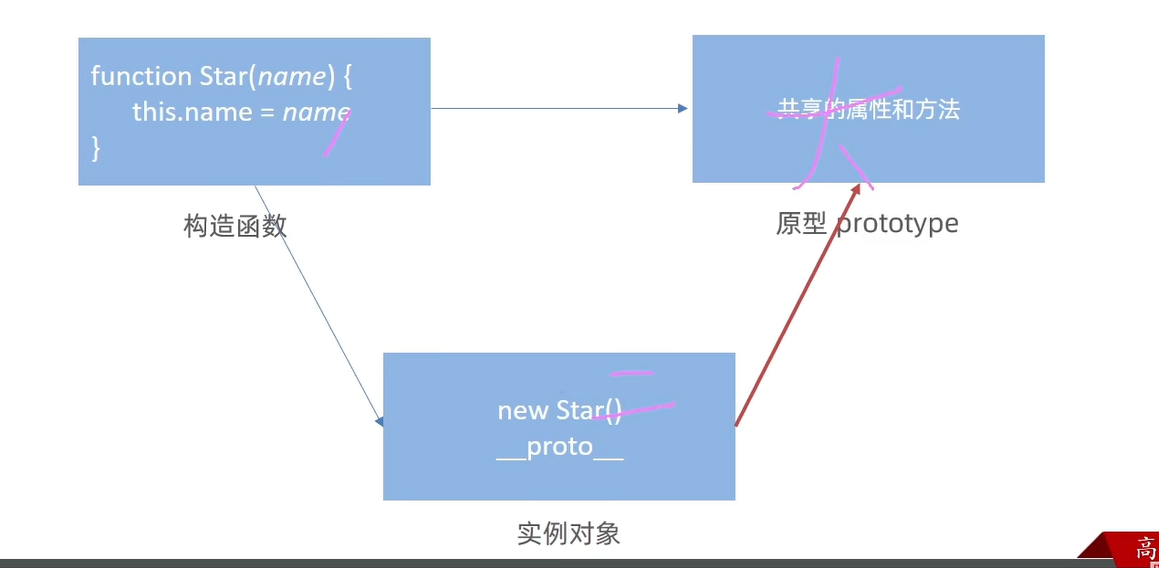 function Star(name) {
this.name = name
}
共享的属性和方法
构造函数
原型 prototype
new Star()
__proto__
实例对象
高